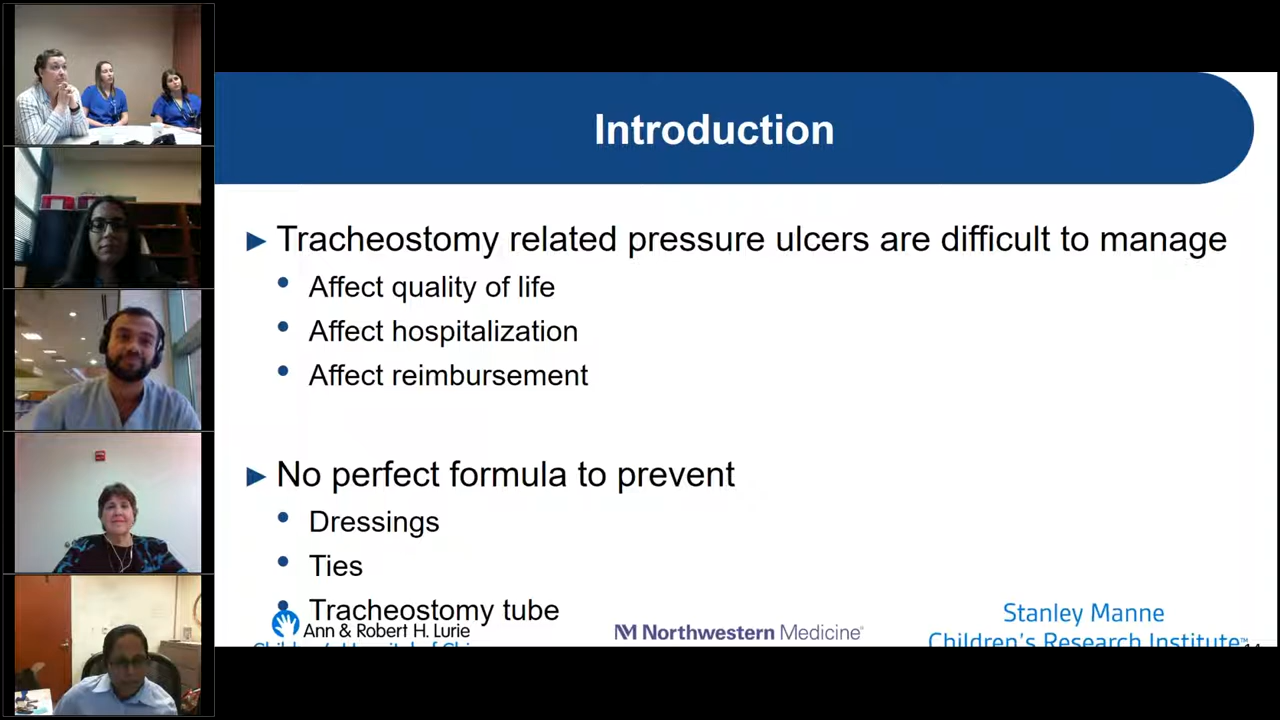 Introduction
Tracheostomy related pressure ulcers are difficult to manage
Affect quality of life
Affect hospitalization
Affect reimbursement
No perfect formula to prevent
Dressings
Ties
Tracheostomy tube
Ann & Robert H. Lurie
Northwestern Medicine®
Stanley Manne
Children's Research Institute™